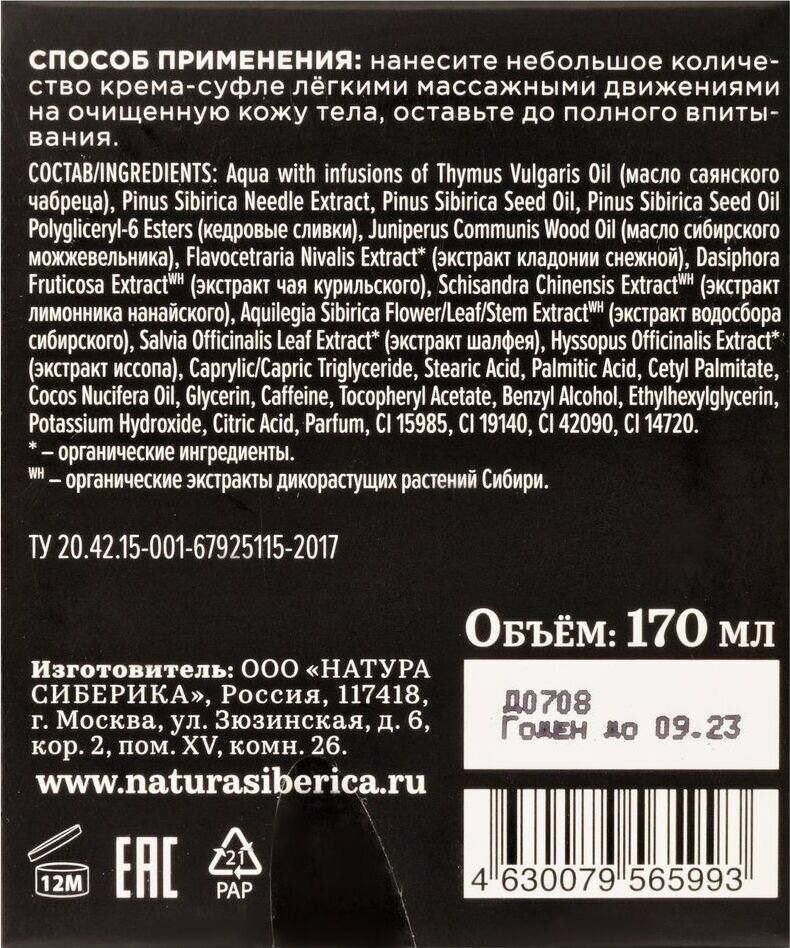 СПОСОБ ПРИМЕНЕНИЯ: нанесите небольшое количе-
ство крема-суфле лёгкими массажными движениями
на очищенную кожу тела, оставьте до полного впиты-
вания.
СОСТАВ/INGREDIENTS: Aqua with infusions of Thymus Vulgaris Oil (масло саянского
чабреца), Pinus Sibirica Needle Extract, Pinus Sibirica Seed Oil, Pinus Sibirica Seed Oil
Polygliceryl-6 Esters (кедровые сливки), Juniperus Communis Wood Oil (масло сибирского
можжевельника), Flavocetraria Nivalis Extract* (экстракт кладонии снежной), Dasiphora
Fruticosa Extract^WH (экстракт чая курильского), Schisandra Chinensis Extract^WH (экстракт
лимонника нанайского), Aquilegia Sibirica Flower/Leaf/Stem Extract^WH (экстракт водосбора
сибирского), Salvia Officinalis Leaf Extract* (экстракт шалфея), Hyssopus Officinalis Extract*
(экстракт иссопа), Caprylic/Capric Triglyceride, Stearic Acid, Palmitic Acid, Cetyl Palmitate,
Cocos Nucifera Oil, Glycerin, Caffeine, Tocopheryl Acetate, Benzyl Alcohol, Ethylhexylglycerin,
Potassium Hydroxide, Citric Acid, Parfum, CI 15985, CI 19140, CI 42090, CI 14720.
* – органические ингредиенты.
WH – органические экстракты дикорастущих растений Сибири.
ТУ 20.42.15-001-67925115-2017
Объём: 170 мл
Д0708
Годен до 09.23
Изготовитель: ООО «НАТУРА
СИБЕРИКА», Россия, 117418,
г. Москва, ул. Зюзинская, д. 6,
кор. 2, пом. XV, комн. 26.
www.naturasiberica.ru
12M
EAC
21
PAP
4 630079 565993